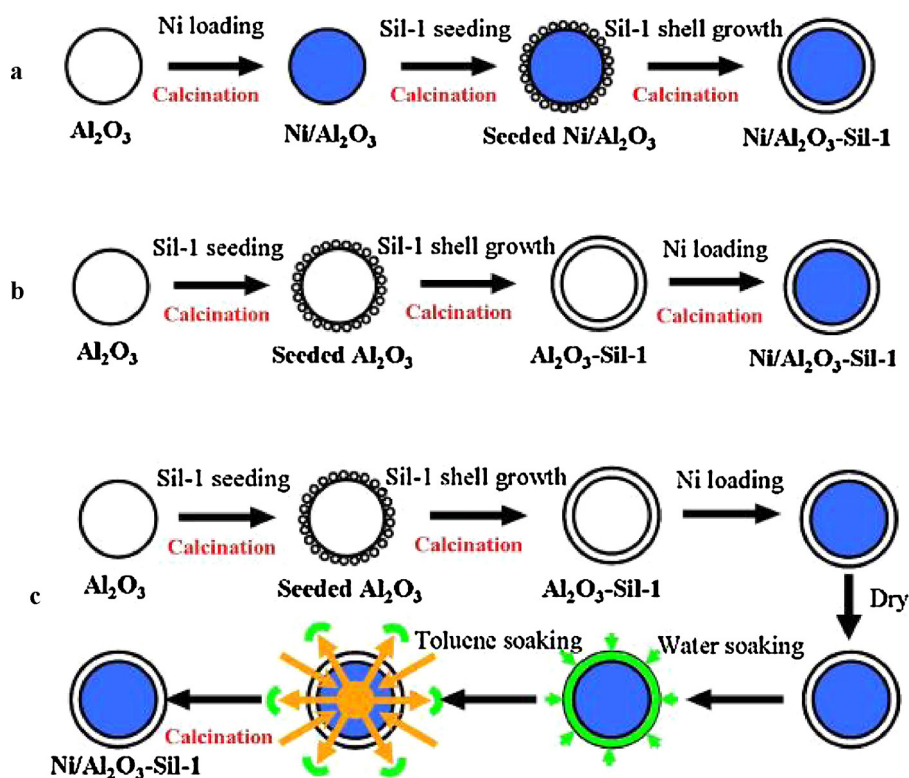 Ni loading Sil-1 seeding Sil-1 shell growth
a
Calcination Calcination Calcination
Al₂O₃ Ni/Al₂O₃ Seeded Ni/Al₂O₃ Ni/Al₂O₃-Sil-1
Sil-1 seeding Sil-1 shell growth Ni loading
b
Calcination Calcination Calcination
Al₂O₃ Seeded Al₂O₃ Al₂O₃-Sil-1 Ni/Al₂O₃-Sil-1
Sil-1 seeding Sil-1 shell growth Ni loading
Calcination Calcination
Al₂O₃ Seeded Al₂O₃ Al₂O₃-Sil-1
c
Dry
Water soaking
Toluene soaking
Calcination
Ni/Al₂O₃-Sil-1